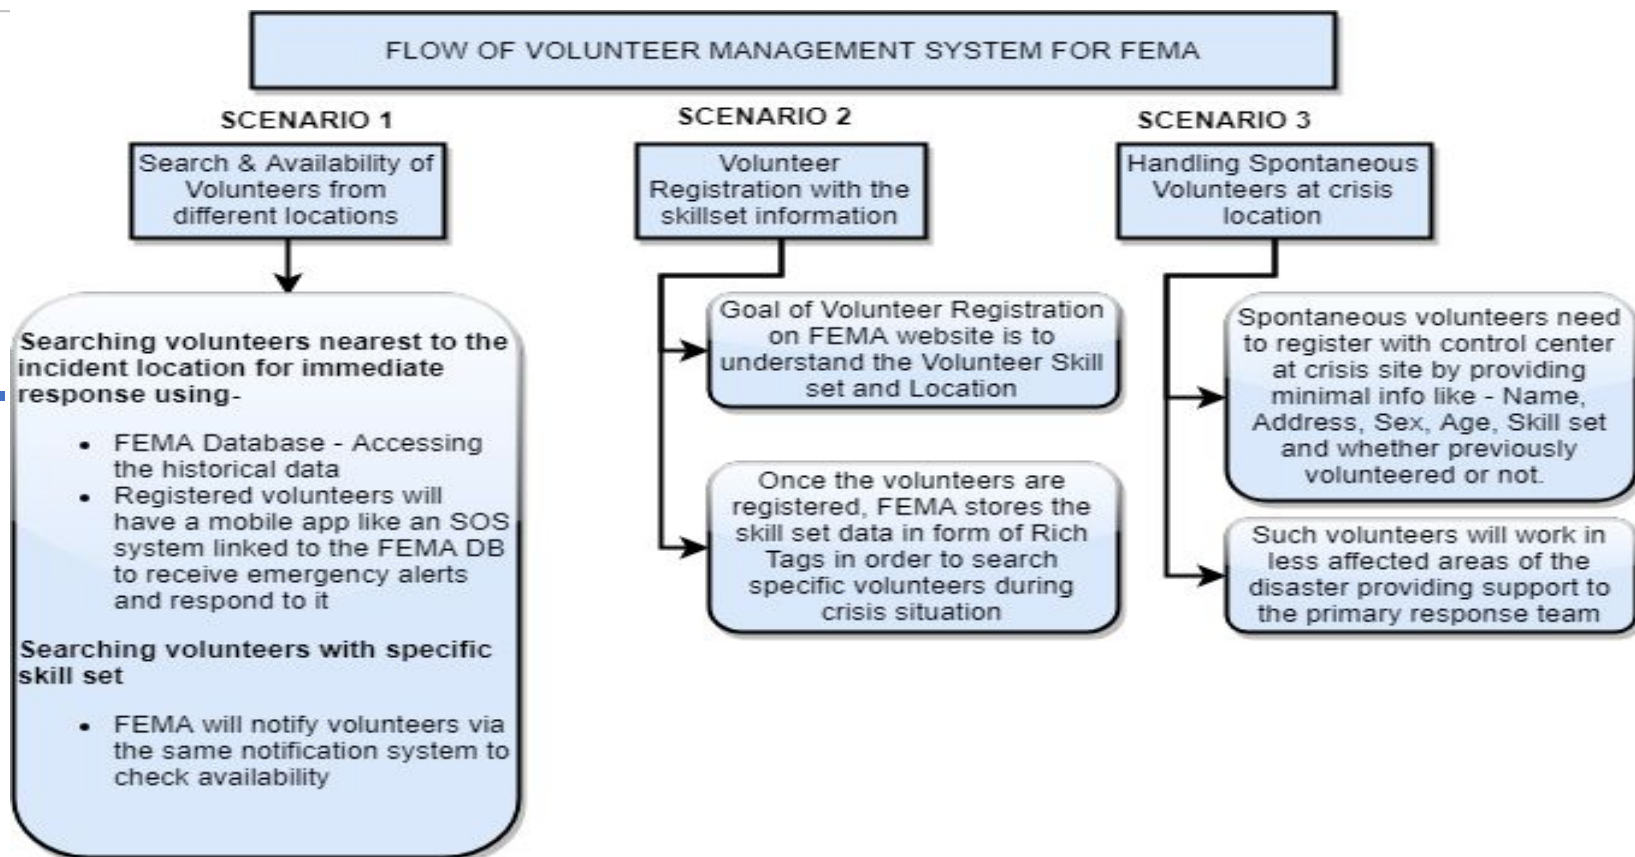 FLOW OF VOLUNTEER MANAGEMENT SYSTEM FOR FEMA
SCENARIO 1
Search & Availability of
Volunteers from
different locations
Searching volunteers nearest to the
incident location for immediate
response using-
• FEMA Database - Accessing
the historical data
• Registered volunteers will
have a mobile app like an SOS
system linked to the FEMA DB
to receive emergency alerts
and respond to it
Searching volunteers with specific
skill set
• FEMA will notify volunteers via
the same notification system to
check availability
SCENARIO 2
Volunteer
Registration with the
skillset information
Goal of Volunteer Registration
on FEMA website is to
understand the Volunteer Skill
set and Location
Once the volunteers are
registered, FEMA stores the
skill set data in form of Rich
Tags in order to search
specific volunteers during
crisis situation
SCENARIO 3
Handling Spontaneous
Volunteers at crisis
location
Spontaneous volunteers need
to register with control center
at crisis site by providing
minimal info like - Name,
Address, Sex, Age, Skill set
and whether previously
volunteered or not.
Such volunteers will work in
less affected areas of the
disaster providing support to
the primary response team